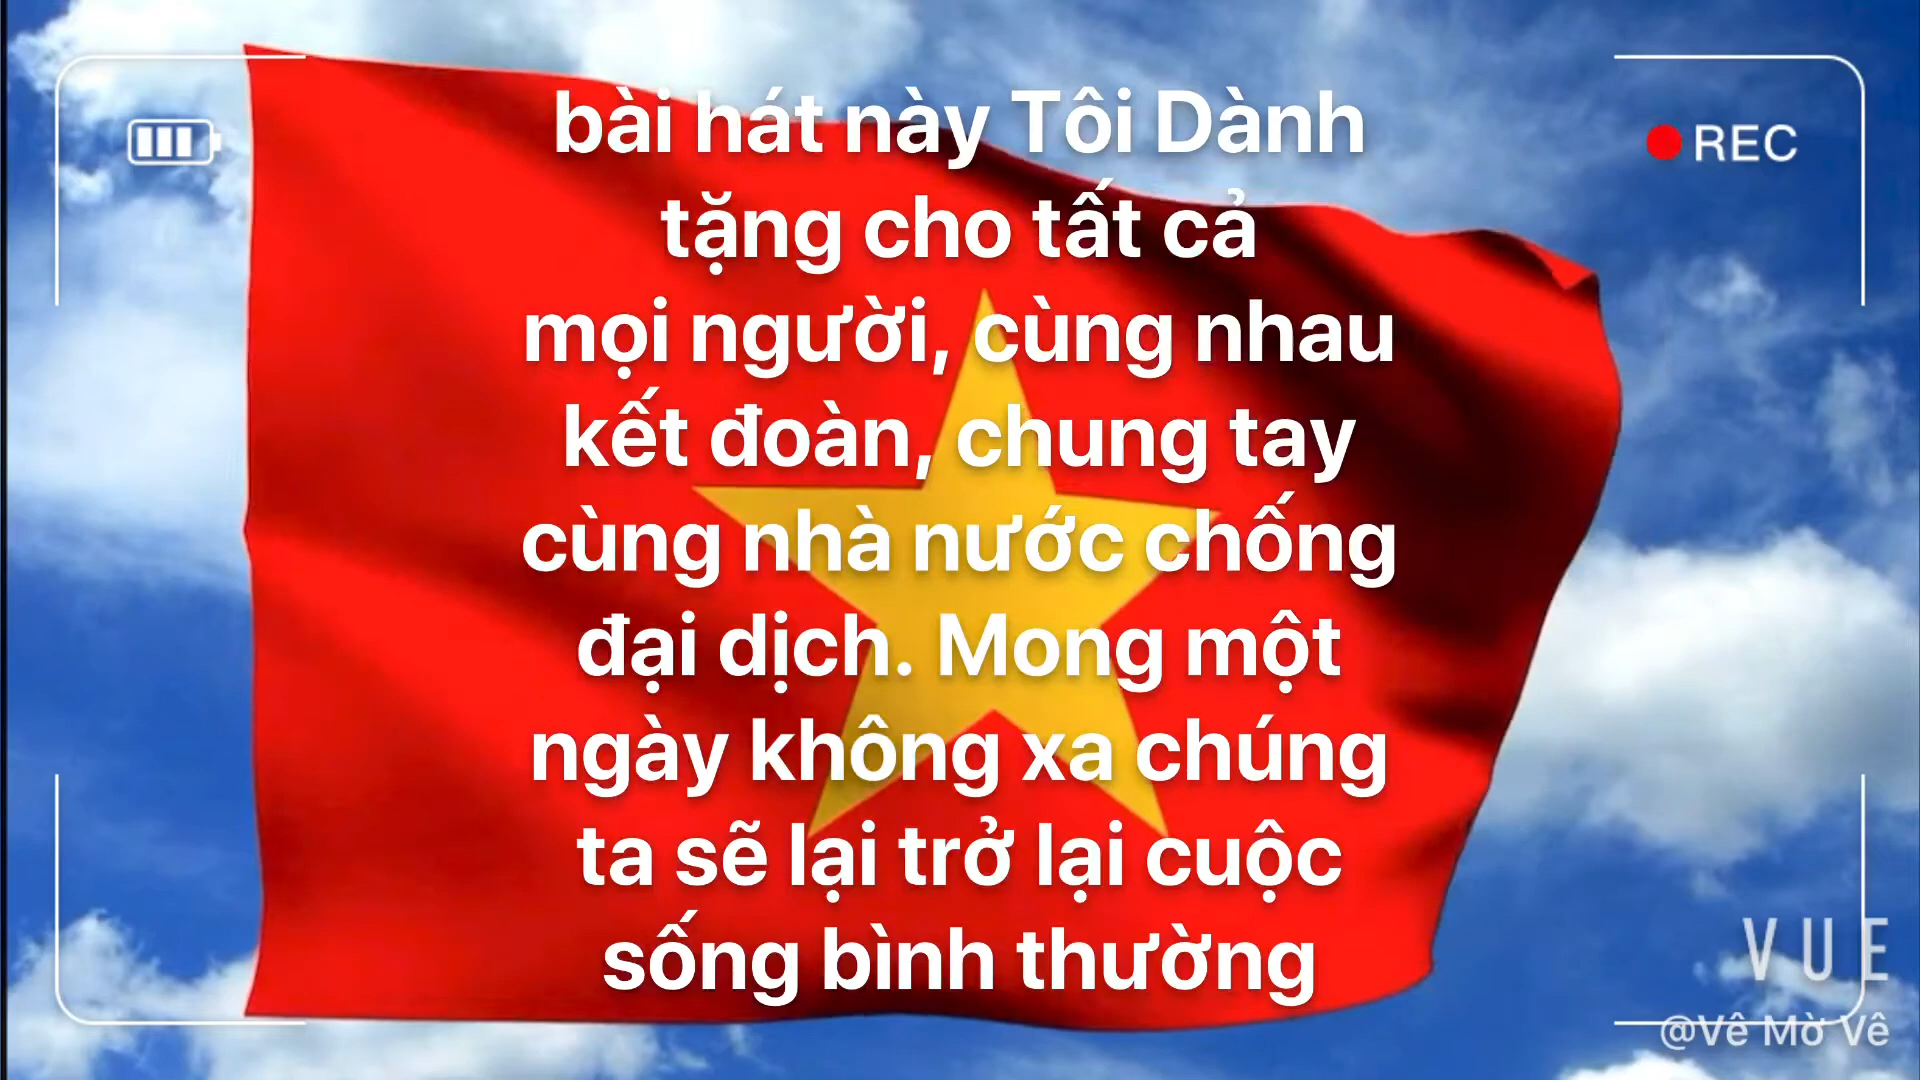 REC
bài hát này Tôi Dành
tặng cho tất cả
mọi người, cùng nhau
kết đoàn, chung tay
cùng nhà nước chống
đại dịch. Mong một
ngày không xa chúng
ta sẽ lại trở lại cuộc
sống bình thường
VUE
@Vê Mờ Vê